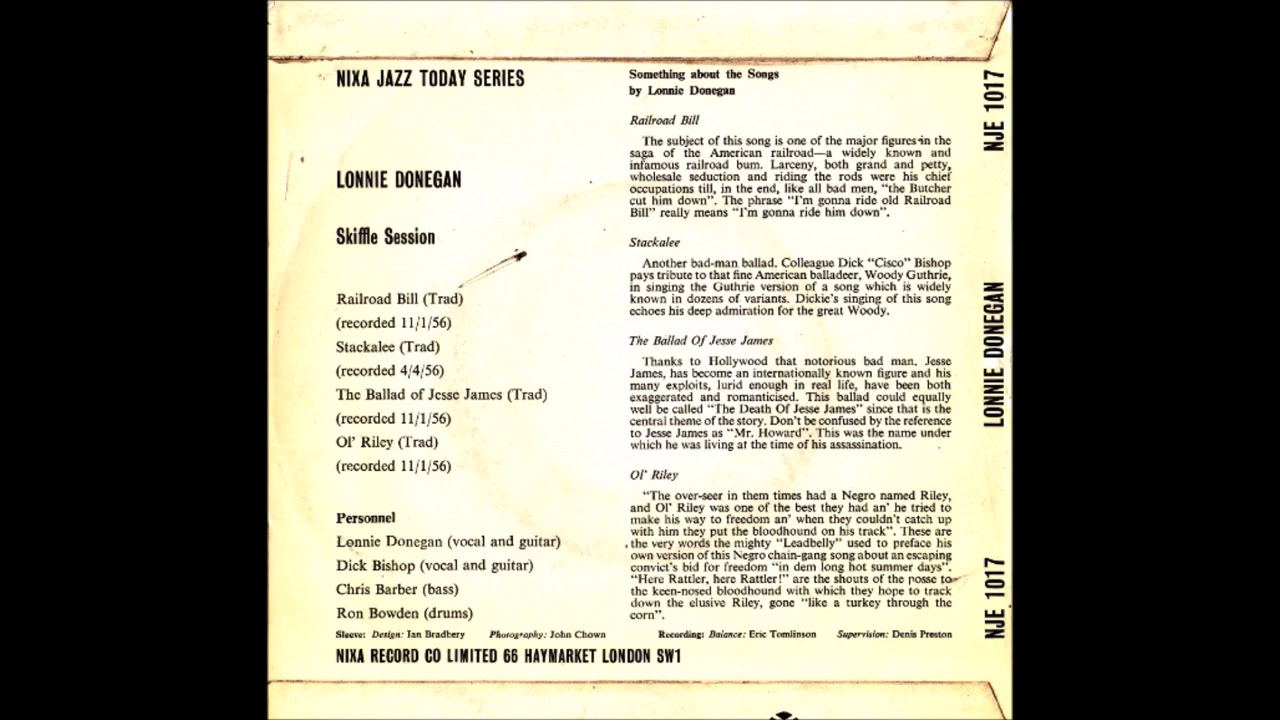 NIXA JAZZ TODAY SERIES
LONNIE DONEGAN
Skiffle Session
Railroad Bill (Trad)
(recorded 11/1/56)
Stackalee (Trad)
(recorded 4/4/56)
The Ballad of Jesse James (Trad)
(recorded 11/1/56)
Ol' Riley (Trad)
(recorded 11/1/56)
Personnel
Lonnie Donegan (vocal and guitar)
Dick Bishop (vocal and guitar)
Chris Barber (bass)
Ron Bowden (drums)
Something about the Songs
by Lonnie Donegan
Railroad Bill
The subject of this song is one of the major figures in the
saga of the American railroad—a widely known and
infamous railroad bum. Larceny, both grand and petty,
wholesale seduction and riding the rods were his chief
occupations till, in the end, like all bad men, “the Butcher
cut him down”. The phrase “I'm gonna ride old Railroad
Bill” really means “I'm gonna ride him down”.
Stackalee
Another bad-man ballad. Colleague Dick “Cisco” Bishop
pays tribute to that fine American balladeer, Woody Guthrie,
in singing the Guthrie version of a song which is widely
known in dozens of variants. Dickie's singing of this song
echoes his deep admiration for the great Woody.
The Ballad Of Jesse James
Thanks to Hollywood that notorious bad man, Jesse
James, has become an internationally known figure and his
many exploits, lurid enough in real life, have been both
exaggerated and romanticised. This ballad could equally
well be called “The Death Of Jesse James” since that is the
central theme of the story. Don't be confused by the reference
to Jesse James as “Mr. Howard”. This was the name under
which he was living at the time of his assassination.
Ol' Riley
“The over-seer in them times had a Negro named Riley,
and Ol' Riley was one of the best they had an' he tried to
make his way to freedom an' when they couldn't catch up
with him they put the bloodhound on his track”. These are
the very words the mighty “Leadbelly” used to preface his
own version of this Negro chain-gang song about an escaping
convict's bid for freedom “in dem long hot summer days”.
“Here Rattler, here Rattler!” are the shouts of the posse to
the keen-nosed bloodhound with which they hope to track
down the elusive Riley, gone “like a turkey through the
corn”.
Sleeve: Design: Ian Bradbery Photography: John Chown Recording: Balance: Eric Tomlinson Supervision: Denis Preston
NIXA RECORD CO LIMITED 66 HAYMARKET LONDON SW1
NJE 1017
LONNIE DONEGAN
NJE 1017